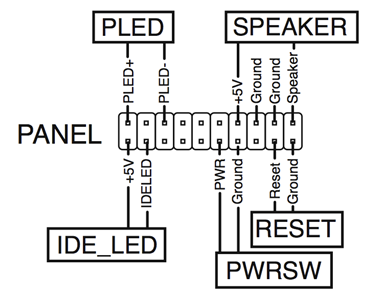 PLED
SPEAKER
PLED+
PLED-
+5V
Ground
Ground
Speaker
PANEL
+5V
IDELED
PWR
Ground
Reset
Ground
IDE_LED
RESET
PWRSW